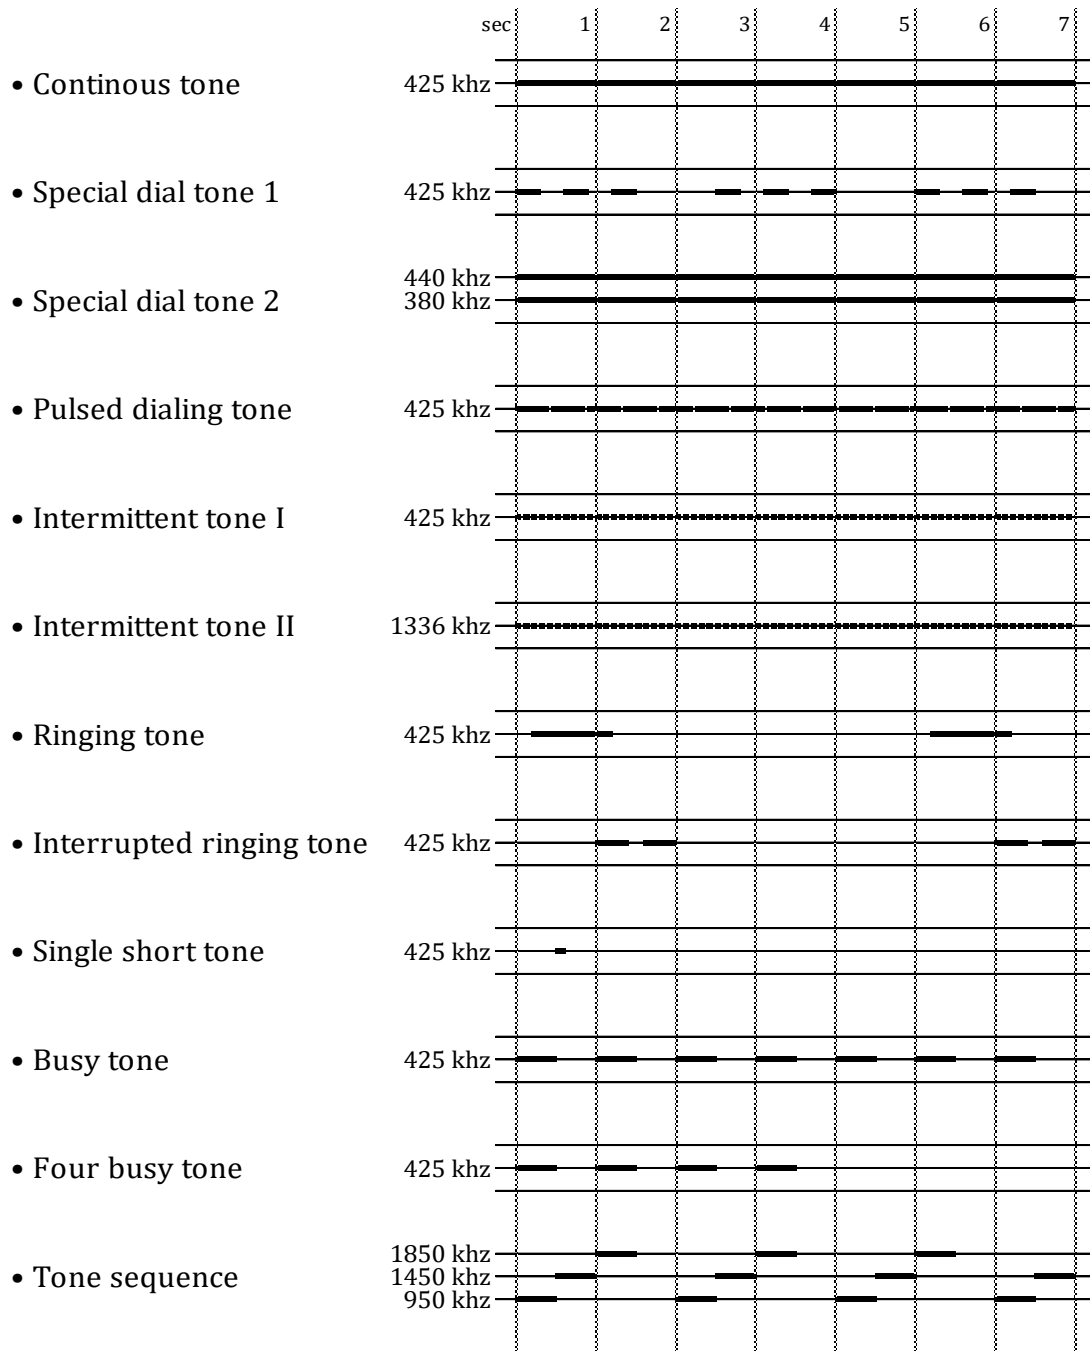 sec 1 2 3 4 5 6 7
• Continous tone 425 khz
• Special dial tone 1 425 khz
440 khz
• Special dial tone 2 380 khz
• Pulsed dialing tone 425 khz
• Intermittent tone I 425 khz
• Intermittent tone II 1336 khz
• Ringing tone 425 khz
• Interrupted ringing tone 425 khz
• Single short tone 425 khz
• Busy tone 425 khz
• Four busy tone 425 khz
1850 khz
• Tone sequence 1450 khz
950 khz